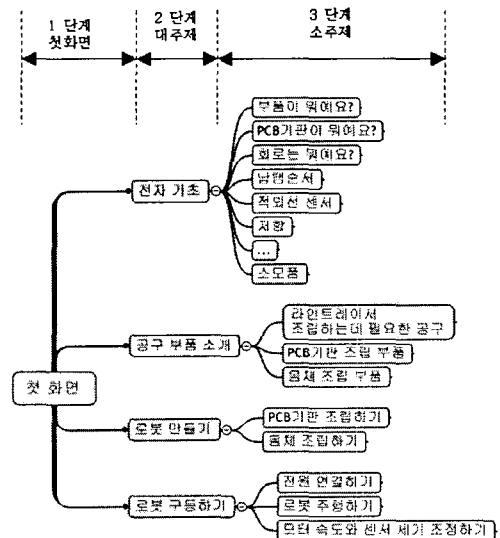 1 단계
첫화면
2 단계
대주제
3 단계
소주제
부품이 뭐예요?
PCB기판이 뭐예요?
회로는 뭐예요?
납땜순서
적외선 센서
저항
...
소모품
전자 기초
라인트레이서
조립하는데 필요한 공구
공구 부품 소개
PCB기판 조립 부품
몸체 조립 부품
첫 화면
PCB기판 조립하기
로봇 만들기
몸체 조립하기
전원 연결하기
로봇 구동하기
로봇 주행하기
모터 속도와 센서 세기 조정하기